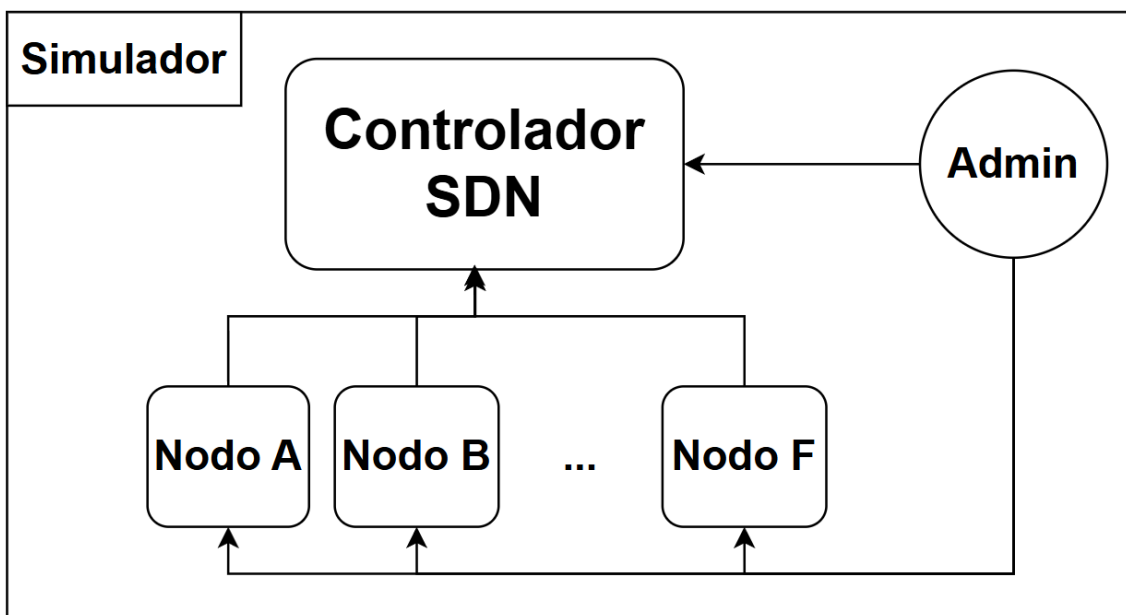 Simulador
Controlador
SDN
Admin
Nodo A
Nodo B
...
Nodo F